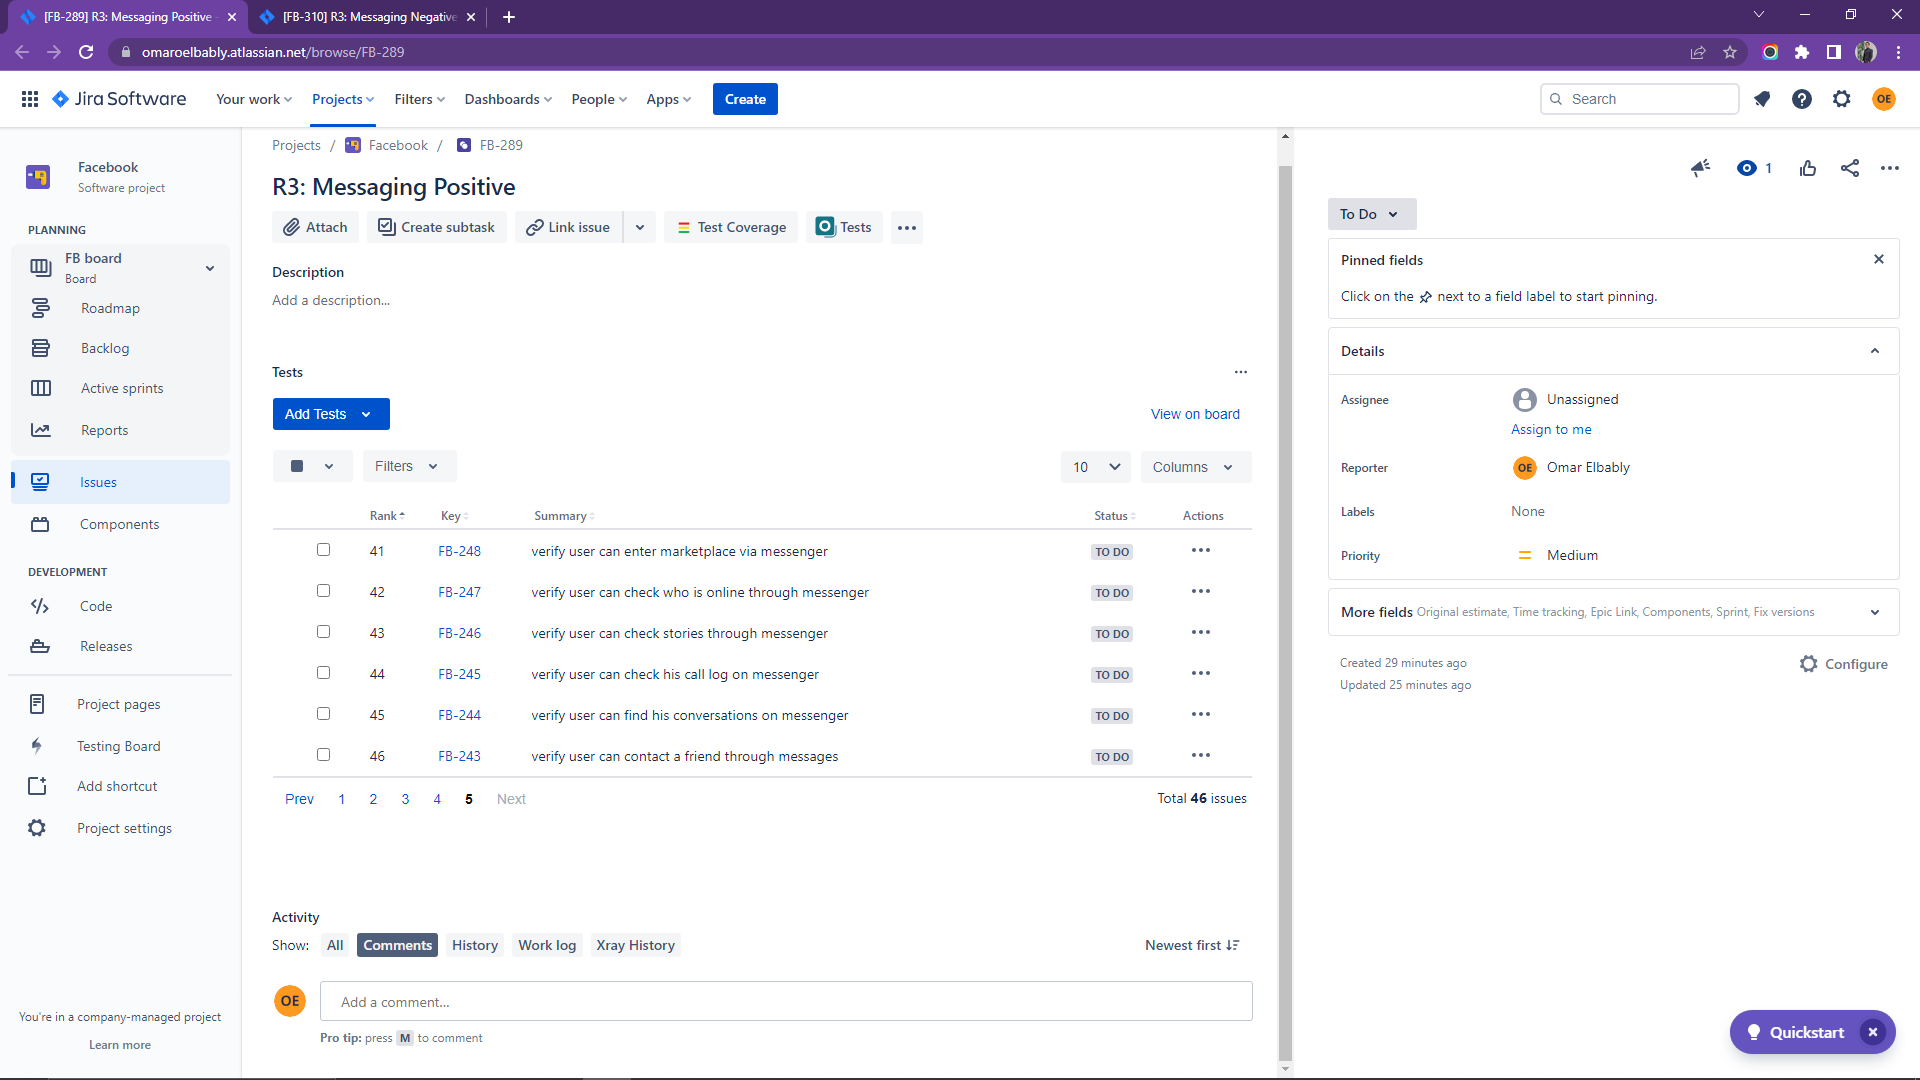 [FB-289] R3: Messaging Positive
[FB-310] R3: Messaging Negative
omaroelbably.atlassian.net/browse/FB-289
Jira Software
Your work
Projects
Filters
Dashboards
People
Apps
Create
Search
OE
Facebook
Software project
PLANNING
FB board
Board
Roadmap
Backlog
Active sprints
Reports
Issues
Components
DEVELOPMENT
Code
Releases
Project pages
Testing Board
Add shortcut
Project settings
You're in a company-managed project
Learn more
Projects / Facebook / FB-289
R3: Messaging Positive
Attach
Create subtask
Link issue
Test Coverage
Tests
Description
Add a description...
Tests
Add Tests
View on board
Filters
10
Columns
Rank Key Summary Status Actions
41 FB-248 verify user can enter marketplace via messenger TO DO
42 FB-247 verify user can check who is online through messenger TO DO
43 FB-246 verify user can check stories through messenger TO DO
44 FB-245 verify user can check his call log on messenger TO DO
45 FB-244 verify user can find his conversations on messenger TO DO
46 FB-243 verify user can contact a friend through messages TO DO
Prev 1 2 3 4 5 Next
Total 46 issues
Activity
Show: All Comments History Work log Xray History
Newest first
OE
Add a comment...
Pro tip: press M to comment
1
To Do
Pinned fields
Click on the next to a field label to start pinning.
Details
Assignee
Unassigned
Assign to me
Reporter
OE Omar Elbably
Labels
None
Priority
Medium
More fields Original estimate, Time tracking, Epic Link, Components, Sprint, Fix versions
Created 29 minutes ago
Updated 25 minutes ago
Configure
Quickstart